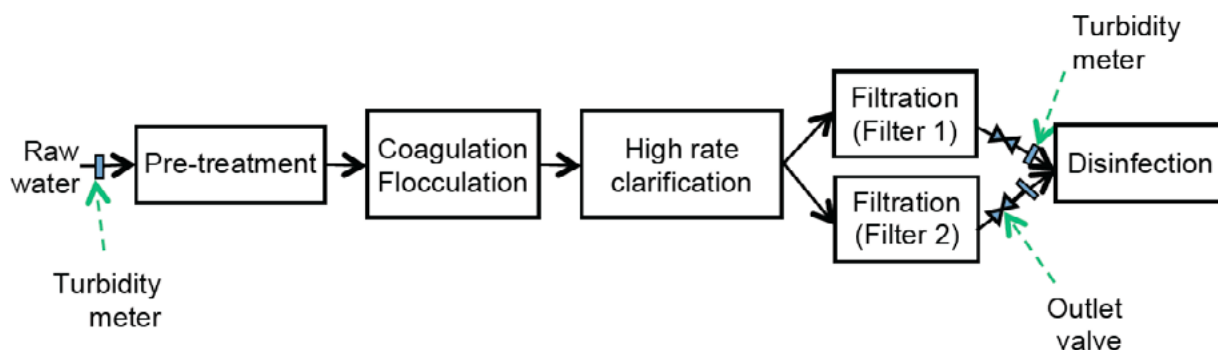 Raw
water
Pre-treatment
Coagulation
Flocculation
High rate
clarification
Filtration
(Filter 1)
Filtration
(Filter 2)
Disinfection
Turbidity
meter
Turbidity
meter
Outlet
valve